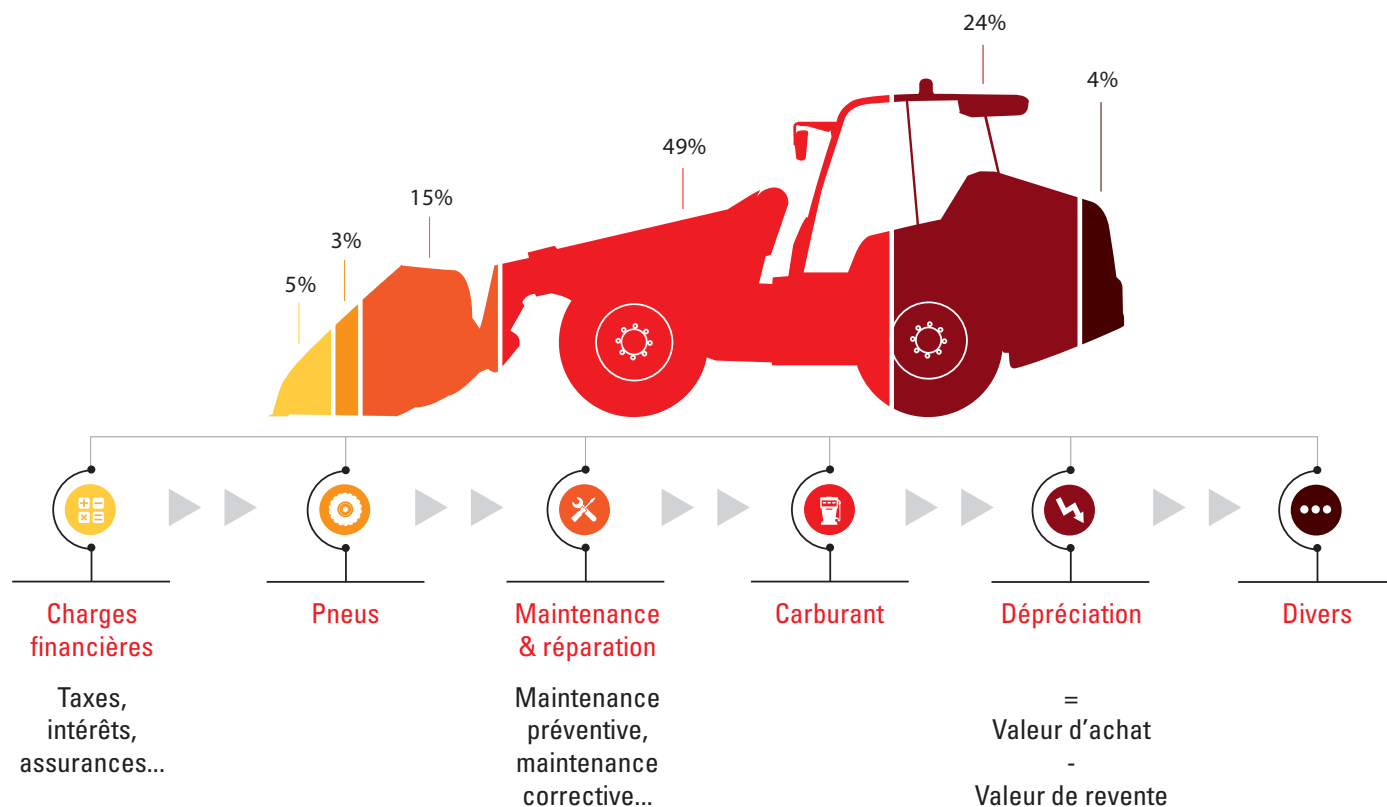 24%
4%
49%
15%
3%
5%
Charges
financières
Taxes,
intérêts,
assurances...
Pneus
Maintenance
& réparation
Maintenance
préventive,
maintenance
corrective...
Carburant
Dépréciation
=
Valeur d’achat
-
Valeur de revente
Divers